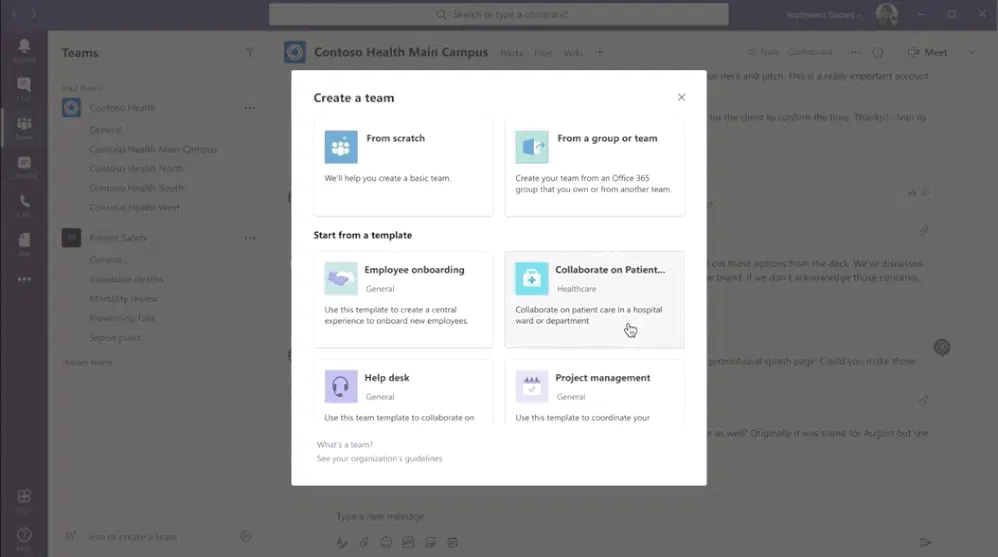 Search or type a command
Northwind Traders
Activity
Chat
Teams
Calls
Files
Apps
Help
Teams
Your teams
Contoso Health
General
Contoso Health Main Campus
Contoso Health North
Contoso Health South
Contoso Health West
Patient Safety
General
Avoidable deaths
Mortality review
Preventing falls
Sepsis plans
Hidden teams
Join or create a team
Contoso Health Main Campus Posts Files Wiki +
Team Confidential
Meet
our deck and pitch. This is a really important account
for the client to confirm the time. Thanks!
to
out those options from the deck. We've discussed
brand. If we don't acknowledge those concerns,
promotional splash page. Could you make those
as well? Originally it was slated for August but she
Type a new message
Create a team
From scratch
We'll help you create a basic team.
From a group or team
Create your team from an Office 365
group that you own or from another team.
Start from a template
Employee onboarding
General
Use this template to create a central
experience to onboard new employees.
Collaborate on Patient...
Healthcare
Collaborate on patient care in a hospital
ward or department
Help desk
General
Use this team template to collaborate on
Project management
General
Use this template to coordinate your
What's a team?
See your organization's guidelines